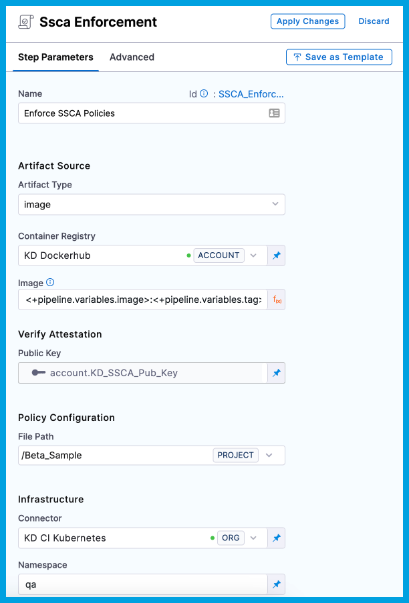 Ssca Enforcement
Apply Changes
Discard
Step Parameters
Advanced
Save as Template
Name
Id : SSCA_Enforc...
Enforce SSCA Policies
Artifact Source
Artifact Type
image
Container Registry
KD Dockerhub
ACCOUNT
Image
<+pipeline.variables.image>:<+pipeline.variables.tag>
Verify Attestation
Public Key
account.KD_SSCA_Pub_Key
Policy Configuration
File Path
/Beta_Sample
PROJECT
Infrastructure
Connector
KD CI Kubernetes
ORG
Namespace
qa